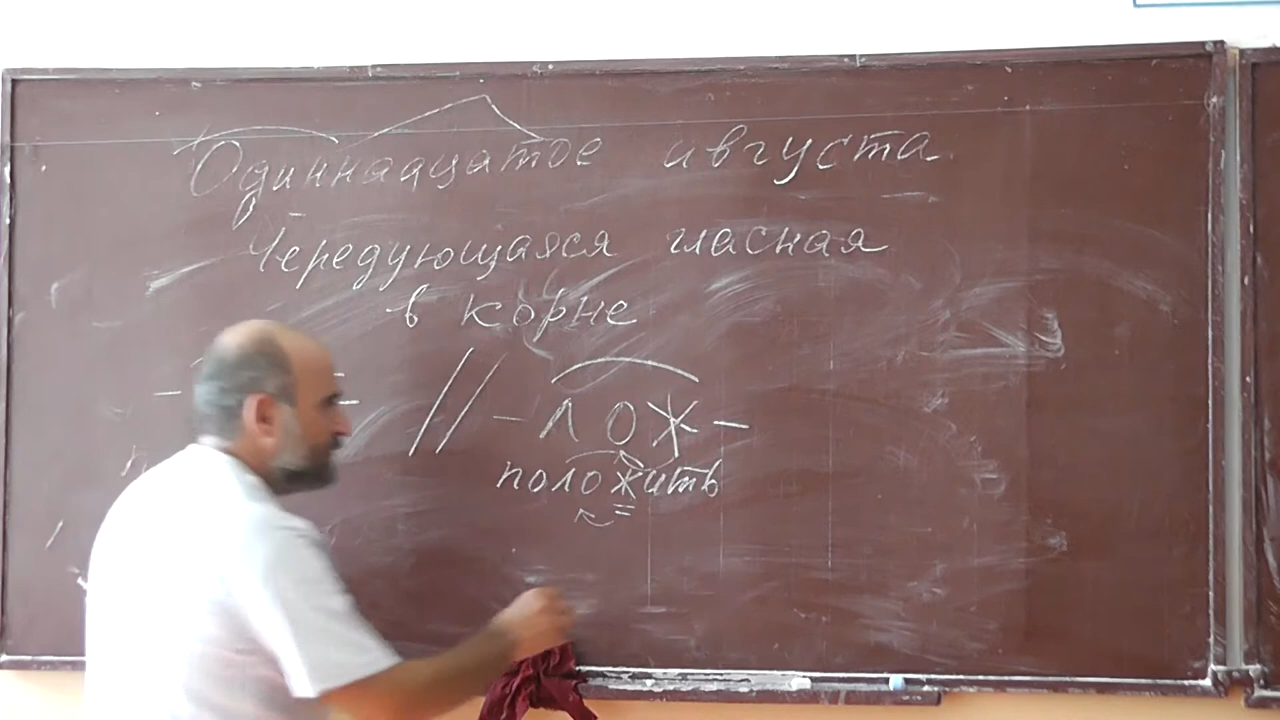 Одиннадцатое августа
Чередующаяся гласная
в корне
// - лож -
положить